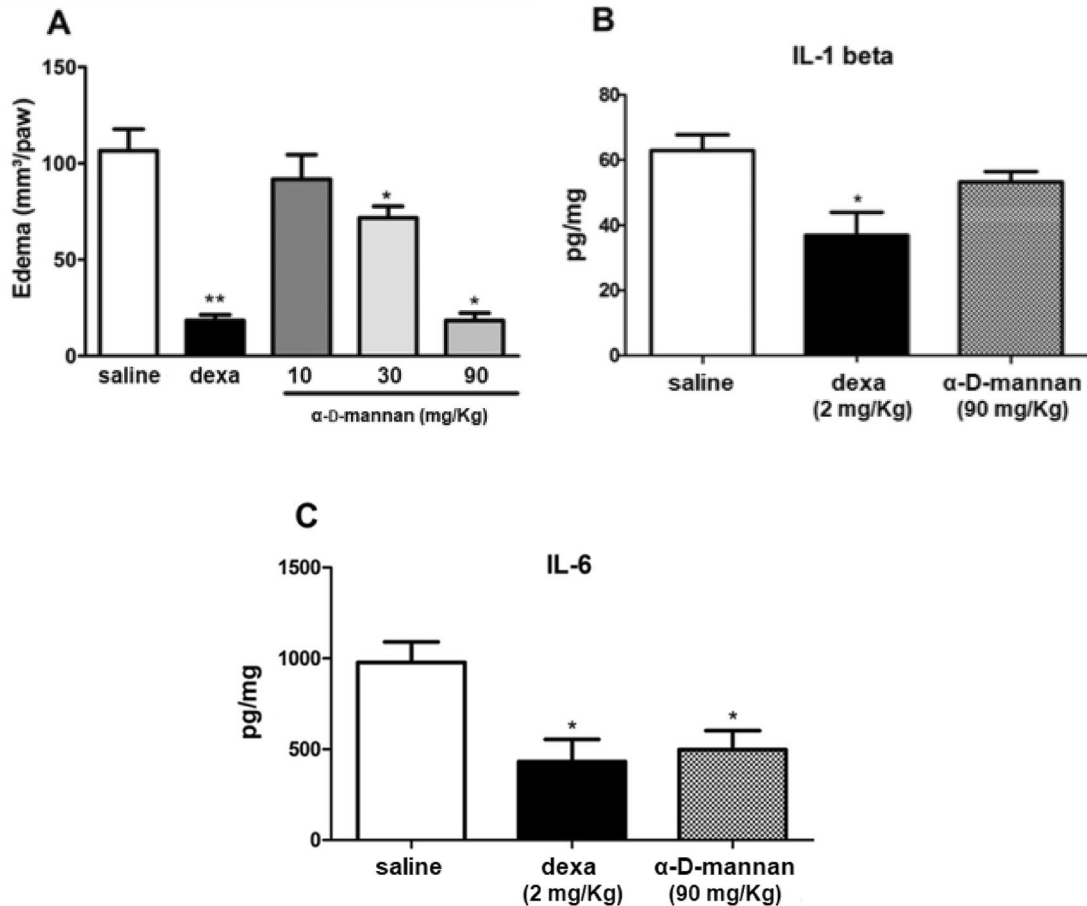 A
Edema (mm³/paw)
150
100
50
0
**
*
*
saline dexa 10 30 90
α-D-mannan (mg/Kg)
B
IL-1 beta
pg/mg
80
60
40
20
0
*
saline dexa α-D-mannan
(2 mg/Kg) (90 mg/Kg)
C
IL-6
pg/mg
1500
1000
500
0
*
*
saline dexa α-D-mannan
(2 mg/Kg) (90 mg/Kg)